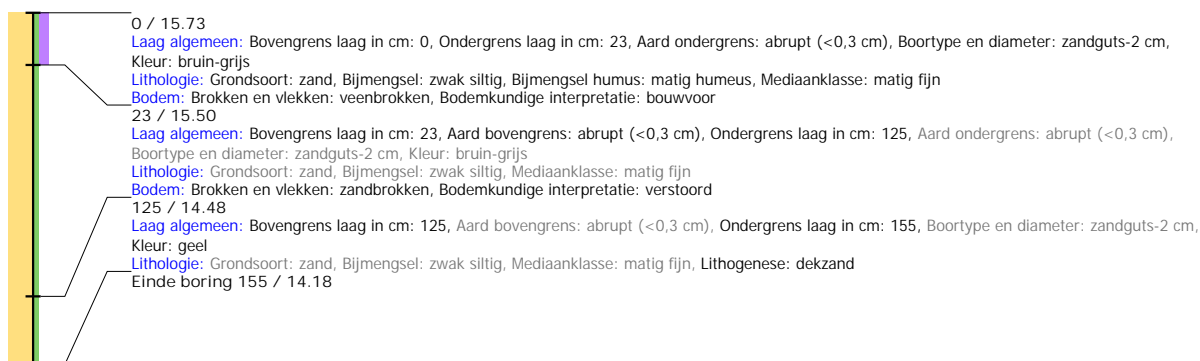 0 / 15.73
Laag algemeen: Bovengrens laag in cm: 0, Ondergrens laag in cm: 23, Aard ondergrens: abrupt (<0,3 cm), Boortype en diameter: zandguts-2 cm,
Kleur: bruin-grijs
Lithologie: Grondsoort: zand, Bijmengsel: zwak siltig, Bijmengsel humus: matig humeus, Mediaanklasse: matig fijn
Bodem: Brokken en vlekken: veenbrokken, Bodemkundige interpretatie: bouwvoor
23 / 15.50
Laag algemeen: Bovengrens laag in cm: 23, Aard bovengrens: abrupt (<0,3 cm), Ondergrens laag in cm: 125, Aard ondergrens: abrupt (<0,3 cm),
Boortype en diameter: zandguts-2 cm, Kleur: bruin-grijs
Lithologie: Grondsoort: zand, Bijmengsel: zwak siltig, Mediaanklasse: matig fijn
Bodem: Brokken en vlekken: zandbrokken, Bodemkundige interpretatie: verstoord
125 / 14.48
Laag algemeen: Bovengrens laag in cm: 125, Aard bovengrens: abrupt (<0,3 cm), Ondergrens laag in cm: 155, Boortype en diameter: zandguts-2 cm,
Kleur: geel
Lithologie: Grondsoort: zand, Bijmengsel: zwak siltig, Mediaanklasse: matig fijn, Lithogenese: dekzand
Einde boring 155 / 14.18